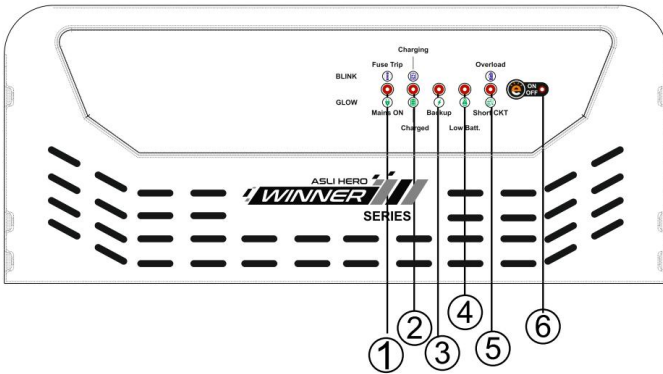 Charging
Fuse Trip Overload
BLINK
GLOW
Mains ON Backup Short CKT
Charged Low Batt.
e ON
OFF
ASLI HERO
WINNER
SERIES
1 2 3 4 5 6